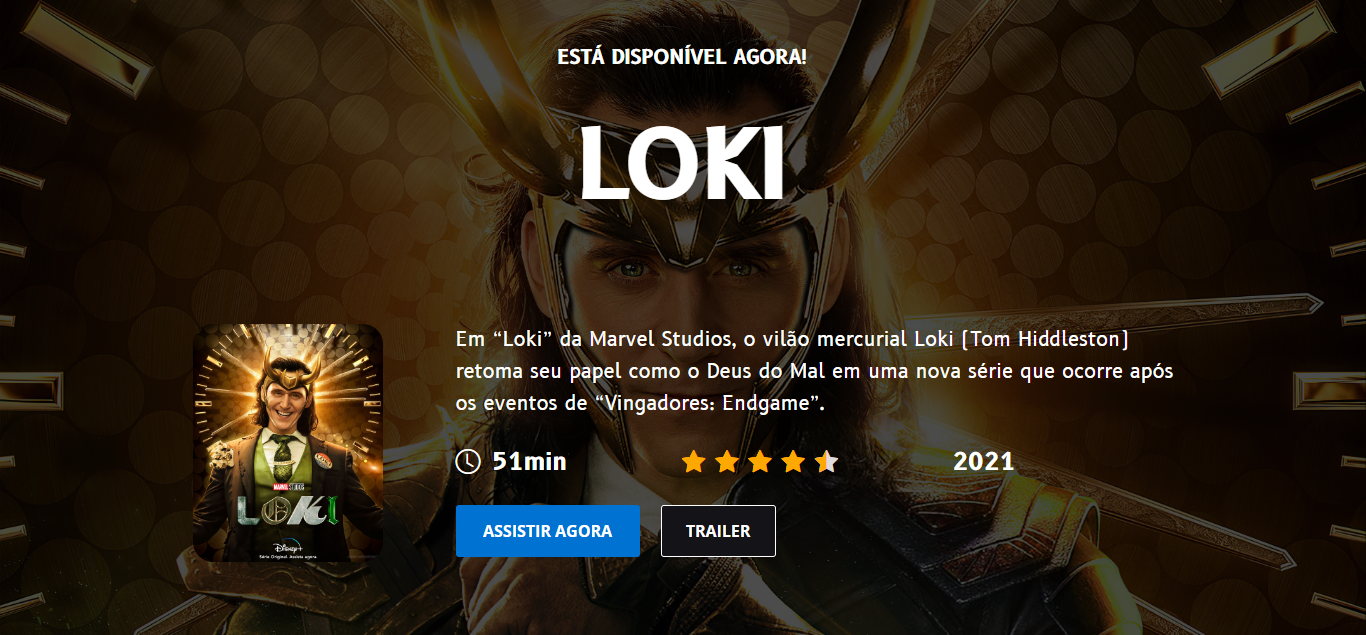 ESTÁ DISPONÍVEL AGORA!
LOKI
Em “Loki” da Marvel Studios, o vilão mercurial Loki (Tom Hiddleston)
retoma seu papel como o Deus do Mal em uma nova série que ocorre após
os eventos de “Vingadores: Endgame”.
51min
2021
ASSISTIR AGORA
TRAILER
MARVEL STUDIOS
LOKI
Disney+
Série Original. Assista agora.